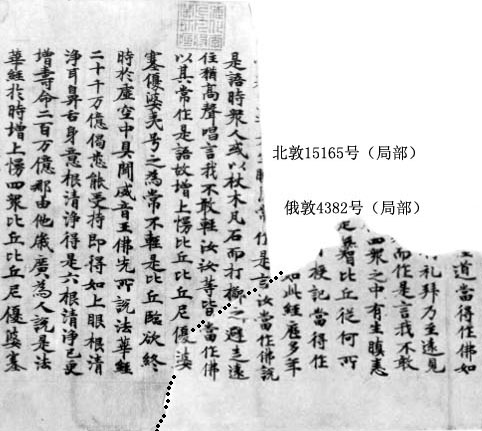 道當得作佛如
礼拜乃至遠見
而作是言我不敢
四衆之中有生瞋恚
智比丘從何所
授記當得作
如此經歷多年
作是言汝當作佛說
是語時衆人或以杖木瓦石而打擲之避走遠
住猶高聲唱言我不敢輕汝汝等皆當作佛
以其常作是語故增上慢比丘比丘尼優婆
塞優婆夷号之為常不輕是比丘臨欲終
時於虛空中具聞威音王佛先所說法華經
二十千万億偈悉能受持即得如上眼根清
淨耳鼻舌身意根清淨得是六根清淨已更
增壽命二百万億那由他歲廣為人說是法
華經於時增上慢四衆比丘比丘尼優婆塞
北敦15165号（局部）
俄敦4382号（局部）